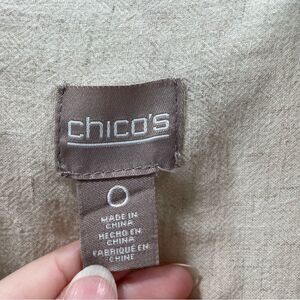 chico's
0
MADE IN
CHINA
HECHO EN
CHINA
FABRIQUÉ EN
CHINE